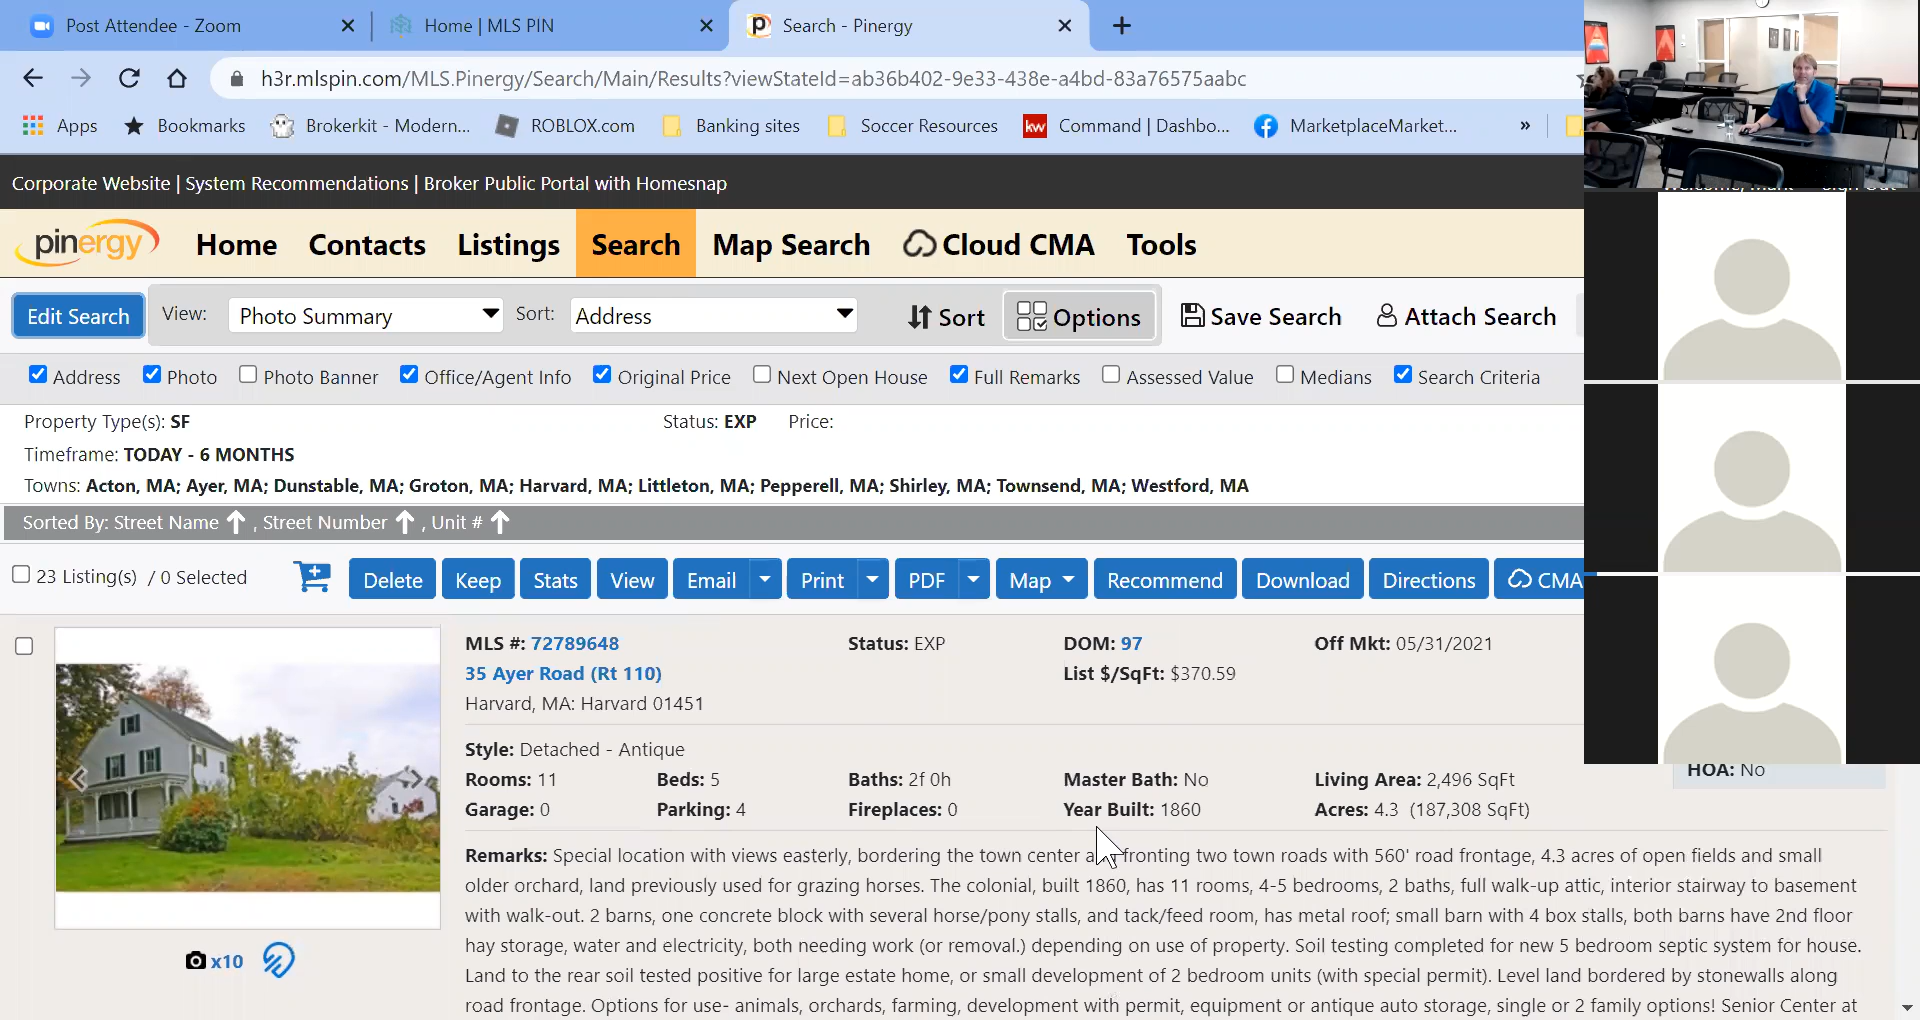 Post Attendee - Zoom
Home | MLS PIN
Search - Pinergy
h3r.mlspin.com/MLS.Pinergy/Search/Main/Results?viewStateId=ab36b402-9e33-438e-a4bd-83a76575aabc
Apps
Bookmarks
Brokerkit - Modern...
ROBLOX.com
Banking sites
Soccer Resources
kw
Command | Dashbo...
MarketplaceMarket...
»
Corporate Website | System Recommendations | Broker Public Portal with Homesnap
pinergy
Home
Contacts
Listings
Search
Map Search
Cloud CMA
Tools
Edit Search
View:
Photo Summary
Sort:
Address
Sort
Options
Save Search
Attach Search
Address
Photo
Photo Banner
Office/Agent Info
Original Price
Next Open House
Full Remarks
Assessed Value
Medians
Search Criteria
Property Type(s): SF
Status: EXP
Price:
Timeframe: TODAY - 6 MONTHS
Towns: Acton, MA; Ayer, MA; Dunstable, MA; Groton, MA; Harvard, MA; Littleton, MA; Pepperell, MA; Shirley, MA; Townsend, MA; Westford, MA
Sorted By: Street Name , Street Number , Unit #
23 Listing(s) / 0 Selected
Delete
Keep
Stats
View
Email
Print
PDF
Map
Recommend
Download
Directions
CMA
MLS #: 72789648
Status: EXP
DOM: 97
Off Mkt: 05/31/2021
35 Ayer Road (Rt 110)
List $/SqFt: $370.59
Harvard, MA: Harvard 01451
Style: Detached - Antique
HOA: No
Rooms: 11
Beds: 5
Baths: 2f 0h
Master Bath: No
Living Area: 2,496 SqFt
Garage: 0
Parking: 4
Fireplaces: 0
Year Built: 1860
Acres: 4.3 (187,308 SqFt)
Remarks: Special location with views easterly, bordering the town center fronting two town roads with 560' road frontage, 4.3 acres of open fields and small
older orchard, land previously used for grazing horses. The colonial, built 1860, has 11 rooms, 4-5 bedrooms, 2 baths, full walk-up attic, interior stairway to basement
with walk-out. 2 barns, one concrete block with several horse/pony stalls, and tack/feed room, has metal roof; small barn with 4 box stalls, both barns have 2nd floor
hay storage, water and electricity, both needing work (or removal.) depending on use of property. Soil testing completed for new 5 bedroom septic system for house.
Land to the rear soil tested positive for large estate home, or small development of 2 bedroom units (with special permit). Level land bordered by stonewalls along
road frontage. Options for use- animals, orchards, farming, development with permit, equipment or antique auto storage, single or 2 family options! Senior Center at
x10